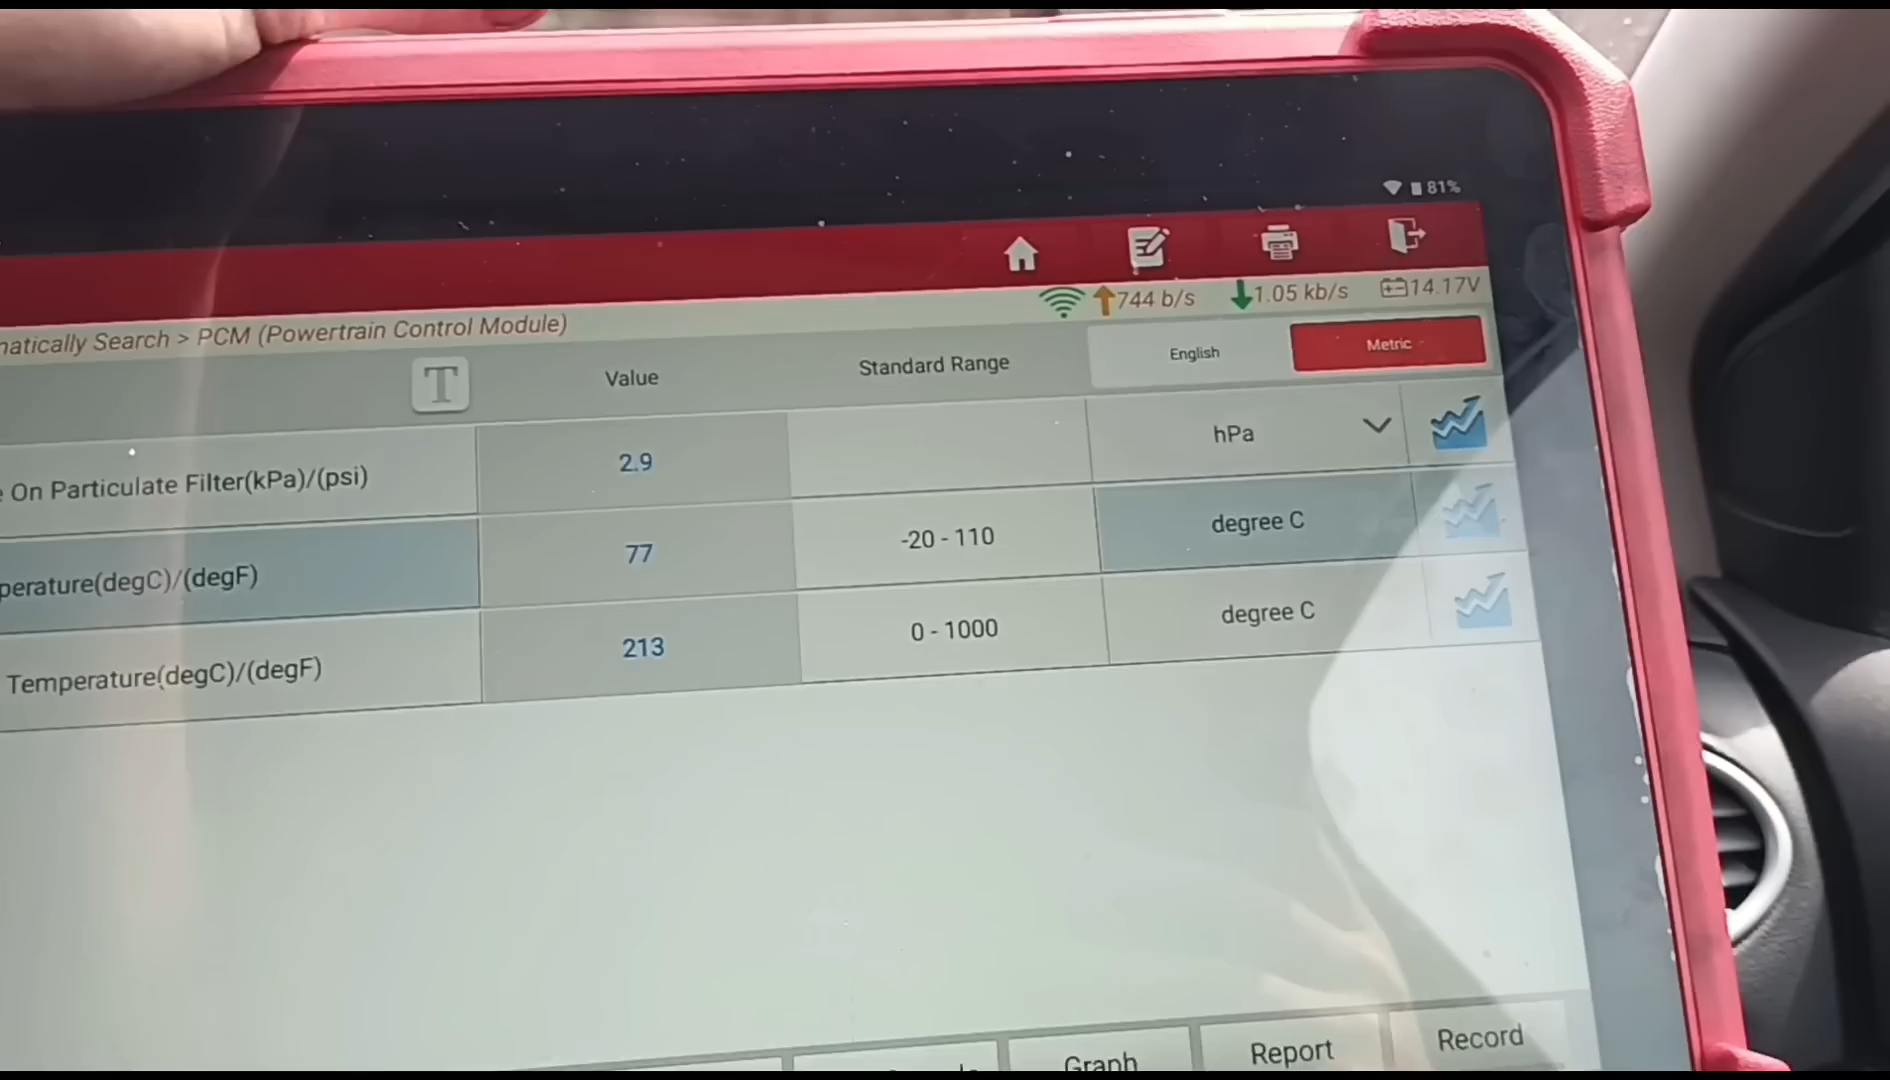 81%
744 b/s 1.05 kb/s 14.17V
Search > PCM (Powertrain Control Module)
T Value Standard Range English Metric
On Particulate Filter(kPa)/(psi) 2.9 hPa
(degC)/(degF) 77 -20 - 110 degree C
Temperature(degC)/(degF) 213 0 - 1000 degree C
Graph Report Record